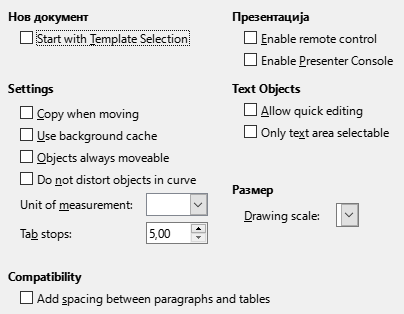 Нов документ
Start with Template Selection
Презентација
Enable remote control
Enable Presenter Console
Settings
Copy when moving
Use background cache
Objects always moveable
Do not distort objects in curve
Unit of measurement:
Tab stops: 5,00
Text Objects
Allow quick editing
Only text area selectable
Размер
Drawing scale:
Compatibility
Add spacing between paragraphs and tables